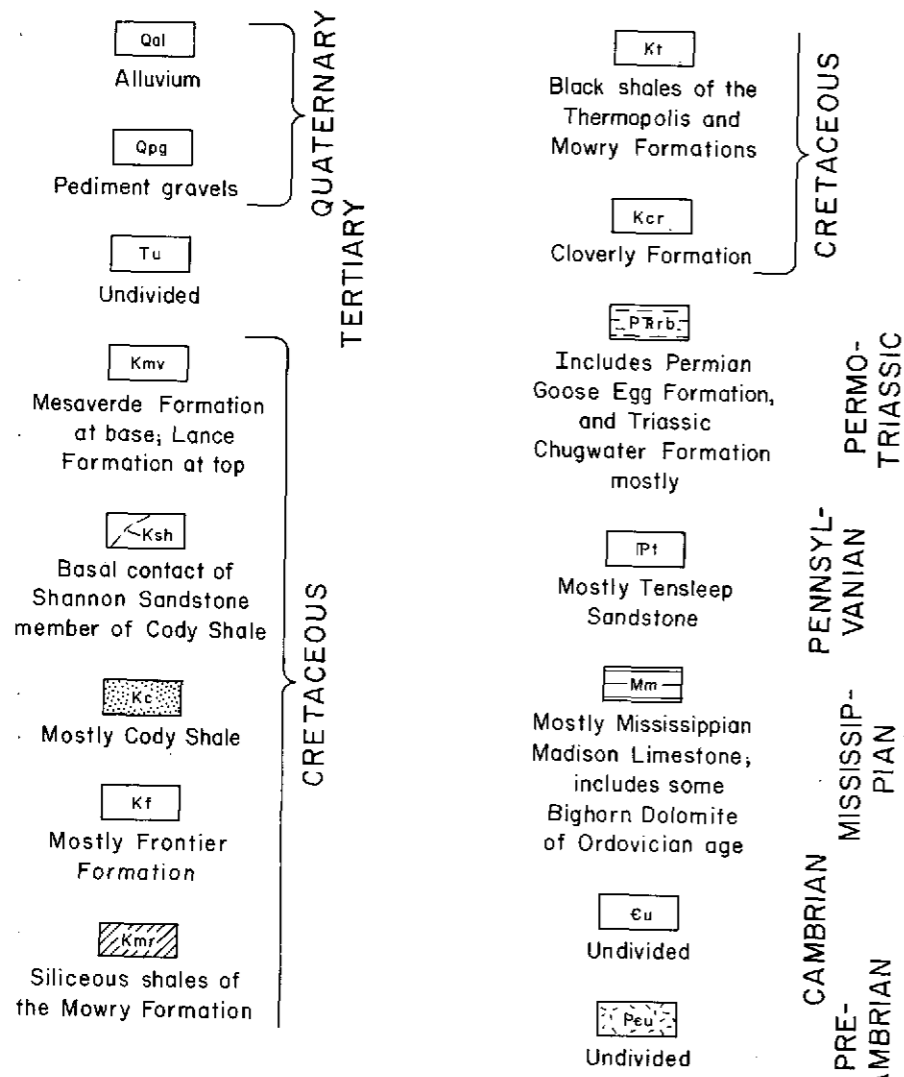 Qal
Alluvium
Qpg
Pediment gravels
QUATERNARY
Tu
Undivided
TERTIARY
Kmv
Mesaverde Formation
at base; Lance
Formation at top
Ksh
Basal contact of
Shannon Sandstone
member of Cody Shale
Kc
Mostly Cody Shale
Kf
Mostly Frontier
Formation
Kmr
Siliceous shales of
the Mowry Formation
CRETACEOUS
Kt
Black shales of the
Thermopolis and
Mowry Formations
Kcr
Cloverly Formation
CRETACEOUS
PTRrb
Includes Permian
Goose Egg Formation,
and Triassic
Chugwater Formation
mostly
PERMO-
TRIASSIC
ℙt
Mostly Tensleep
Sandstone
PENNSYL-
VANIAN
Mm
Mostly Mississippian
Madison Limestone;
includes some
Bighorn Dolomite
of Ordovician age
MISSISSIP-
PIAN
Єu
Undivided
CAMBRIAN
PЄu
Undivided
PRE-
AMBRIAN